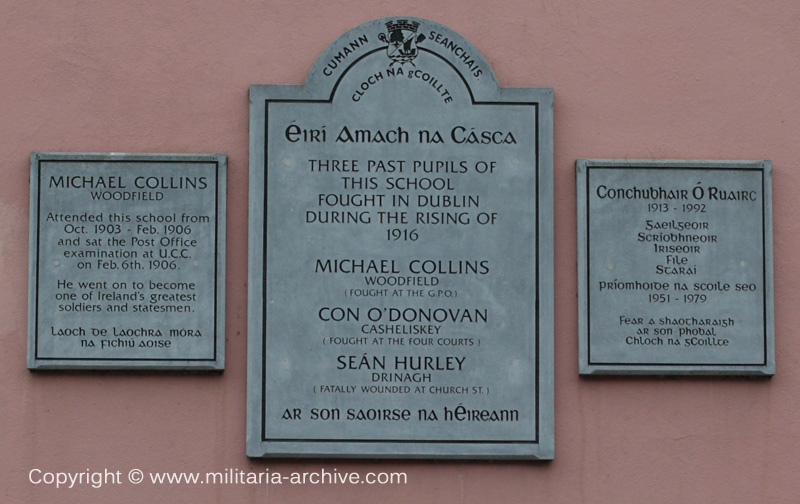 MICHAEL COLLINS
WOODFIELD
Attended this school from
Oct. 1903 - Feb. 1906
and sat the Post Office
examination at U.C.C.
on Feb. 6th. 1906.
He went on to become
one of Ireland's greatest
soldiers and statesmen.
Laoch de laochra móra
na fichiú aoise
CUMANN SEANCHAIS
CLOCH NA gCOILLTE
Éirí Amach na Cásca
THREE PAST PUPILS OF
THIS SCHOOL
FOUGHT IN DUBLIN
DURING THE RISING OF
1916
MICHAEL COLLINS
WOODFIELD
( FOUGHT AT THE G.P.O.)
CON O'DONOVAN
CASHELISKEY
( FOUGHT AT THE FOUR COURTS )
SEÁN HURLEY
DRINAGH
( FATALLY WOUNDED AT CHURCH ST. )
AR SON SAOIRSE NA hÉIREANN
Conchubhair Ó Ruairc
1913 - 1992
Gaeilgeoir
Scríobhneoir
Iriseoir
File
Staraí
Príomhoide na Scoile seo
1951 - 1979
Fear a shaothraigh
ar son phobal
Chloch na gCoillte
Copyright © www.militaria-archive.com